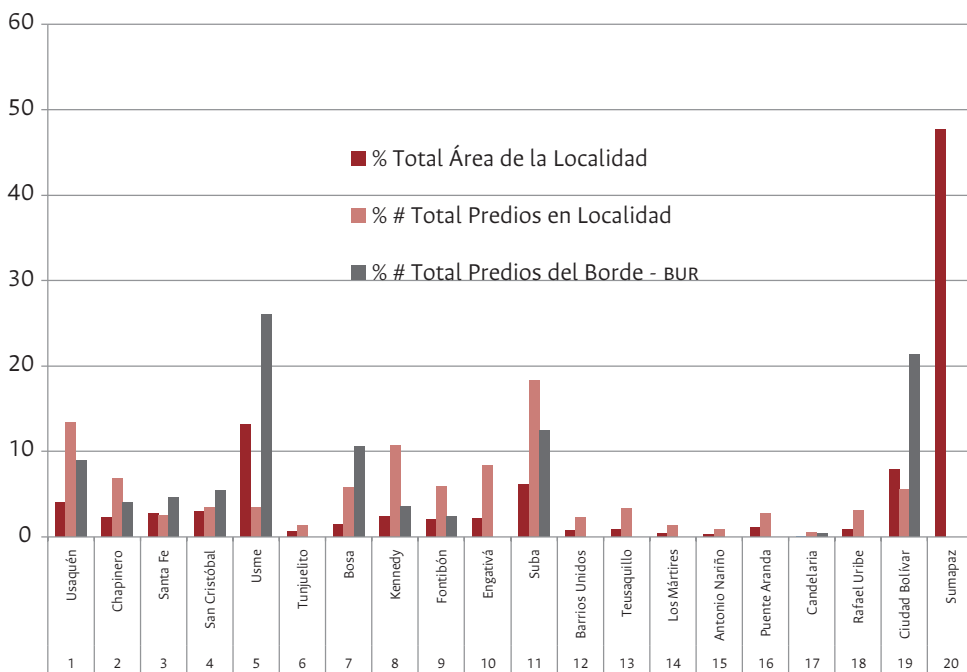 60
50
40
30
20
10
0
% Total Área de la Localidad
% # Total Predios en Localidad
% # Total Predios del Borde - BUR
Usaquén
Chapinero
Santa Fe
San Cristóbal
Usme
Tunjuelito
Bosa
Kennedy
Fontibón
Engativá
Suba
Barrios Unidos
Teusaquillo
Los Mártires
Antonio Nariño
Puente Aranda
Candelaria
Rafael Uribe
Ciudad Bolívar
Sumapaz
1 2 3 4 5 6 7 8 9 10 11 12 13 14 15 16 17 18 19 20